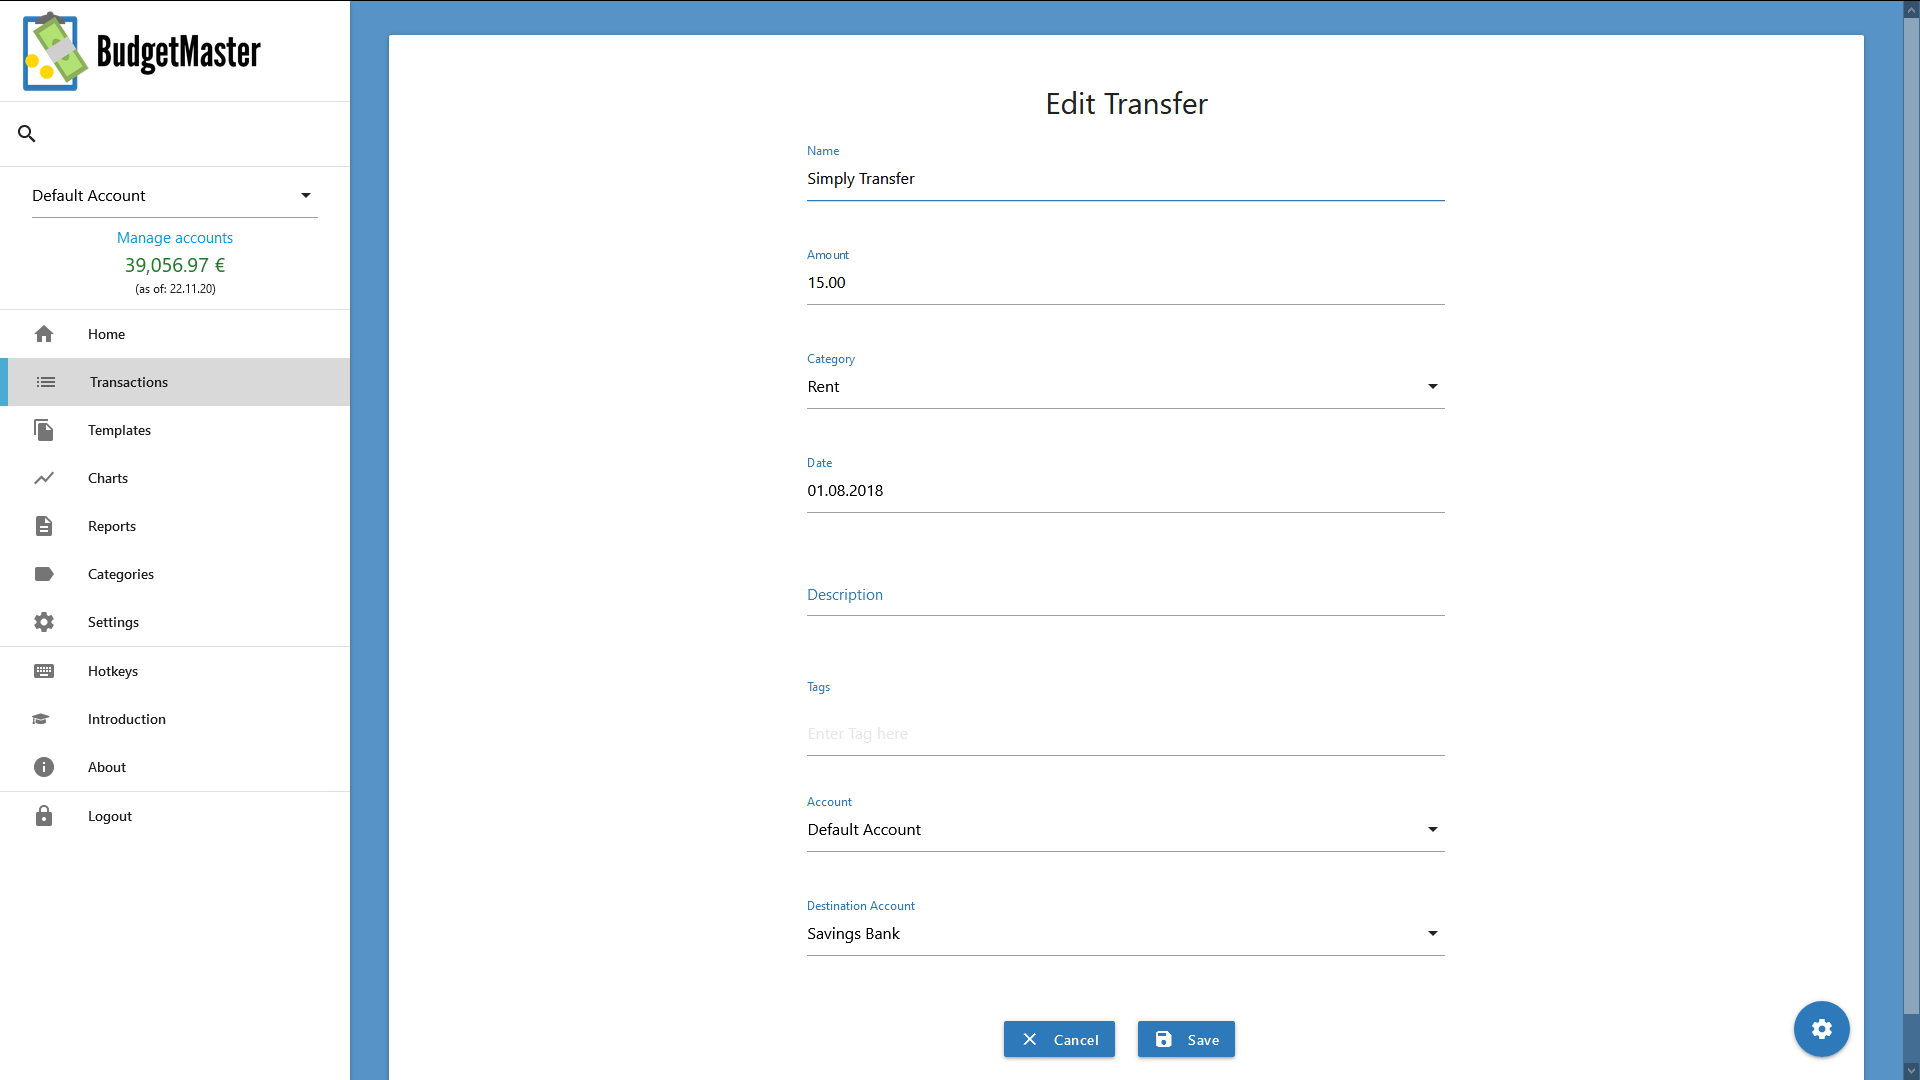 BudgetMaster
Default Account
Manage accounts
39,056.97 €
(as of: 22.11.20)
Home
Transactions
Templates
Charts
Reports
Categories
Settings
Hotkeys
Introduction
About
Logout
Edit Transfer
Name
Simply Transfer
Amount
15.00
Category
Rent
Date
01.08.2018
Description
Tags
Enter Tag here
Account
Default Account
Destination Account
Savings Bank
Cancel
Save